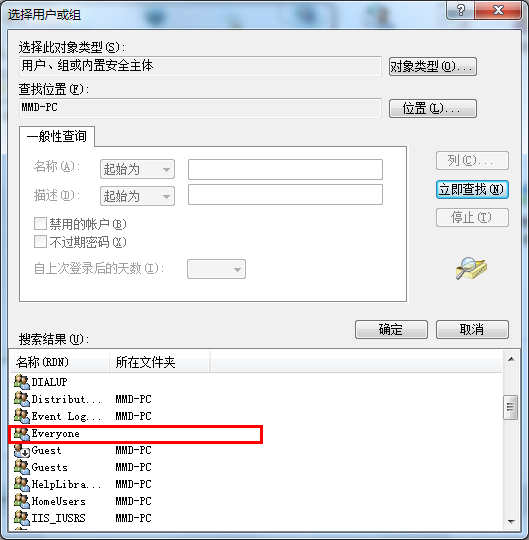 选择用户或组
选择此对象类型(S):
用户、组或内置安全主体
对象类型(O)...
查找位置(F):
MMD-PC
位置(L)...
一般性查询
名称(A):
起始为
描述(D):
起始为
禁用的帐户(B)
不过期密码(X)
自上次登录后的天数(I):
列(C)...
立即查找(N)
停止(T)
确定
取消
搜索结果(U):
名称(RDN) 所在文件夹
DIALUP
Distribut... MMD-PC
Event Log... MMD-PC
Everyone
Guest MMD-PC
Guests MMD-PC
HelpLibra... MMD-PC
HomeUsers MMD-PC
IIS_IUSRS MMD-PC